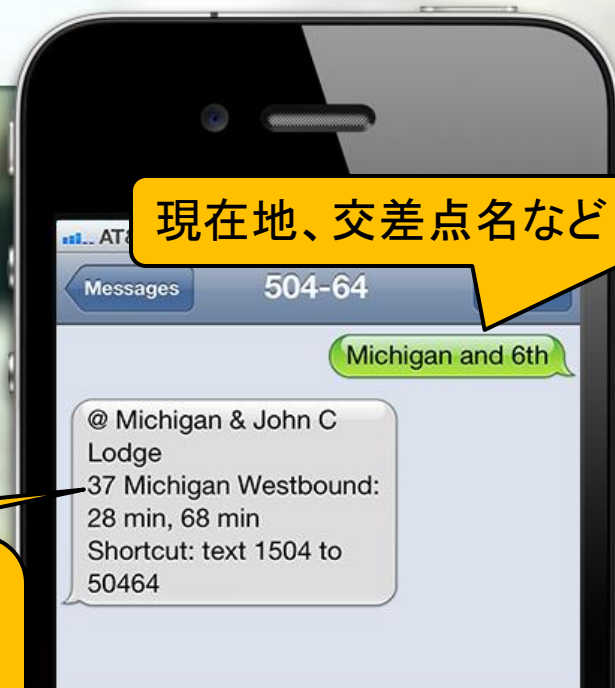 現在地、交差点名など
AT&
Messages
504-64
Michigan and 6th
@ Michigan & John C
Lodge
37 Michigan Westbound:
28 min, 68 min
Shortcut: text 1504 to
50464